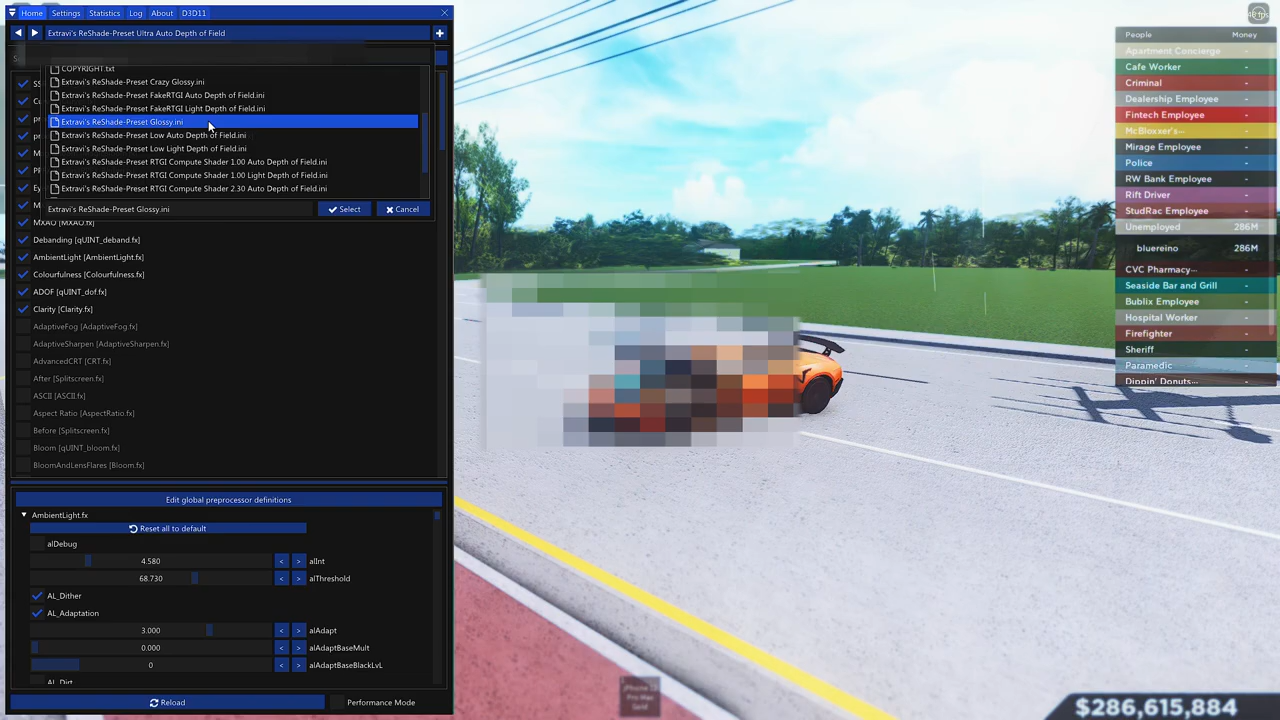 Home Settings Statistics Log About D3D11
Extravi's ReShade-Preset Ultra Auto Depth of Field
COPYRIGHT.txt
Extravi's ReShade-Preset Crazy Glossy.ini
Extravi's ReShade-Preset FakeRTGI Auto Depth of Field.ini
Extravi's ReShade-Preset FakeRTGI Light Depth of Field.ini
Extravi's ReShade-Preset Glossy.ini
Extravi's ReShade-Preset Low Auto Depth of Field.ini
Extravi's ReShade-Preset Low Light Depth of Field.ini
Extravi's ReShade-Preset RTGI Compute Shader 1.00 Auto Depth of Field.ini
Extravi's ReShade-Preset RTGI Compute Shader 1.00 Light Depth of Field.ini
Extravi's ReShade-Preset RTGI Compute Shader 2.30 Auto Depth of Field.ini
Extravi's ReShade-Preset Glossy.ini Select Cancel
MXAO [MXAO.fx]
Debanding [qUINT_deband.fx]
AmbientLight [AmbientLight.fx]
Colourfulness [Colourfulness.fx]
ADOF [qUINT_dof.fx]
Clarity [Clarity.fx]
AdaptiveFog [AdaptiveFog.fx]
AdaptiveSharpen [AdaptiveSharpen.fx]
AdvancedCRT [CRT.fx]
After [Splitscreen.fx]
ASCII [ASCII.fx]
Aspect Ratio [AspectRatio.fx]
Before [Splitscreen.fx]
Bloom [qUINT_bloom.fx]
BloomAndLensFlares [Bloom.fx]
Edit global preprocessor definitions
AmbientLight.fx
Reset all to default
alDebug
4.580 < > alInt
68.730 < > alThreshold
AL_Dither
AL_Adaptation
3.000 < > alAdapt
0.000 < > alAdaptBaseMult
0 < > alAdaptBaseBlackLvL
AL_Dirt
Reload Performance Mode
People Money
Apartment Concierge -
Cafe Worker -
Criminal -
Dealership Employee -
Fintech Employee -
McBloxxer's... -
Mirage Employee -
Police -
RW Bank Employee -
Rift Driver -
StudRac Employee -
Unemployed 286M
bluereino 286M
CVC Pharmacy... -
Seaside Bar and Grill -
Bublix Employee -
Hospital Worker -
Firefighter -
Sheriff -
Paramedic -
Dippin' Donuts... -
Pro Max
Gold
$286,615,884